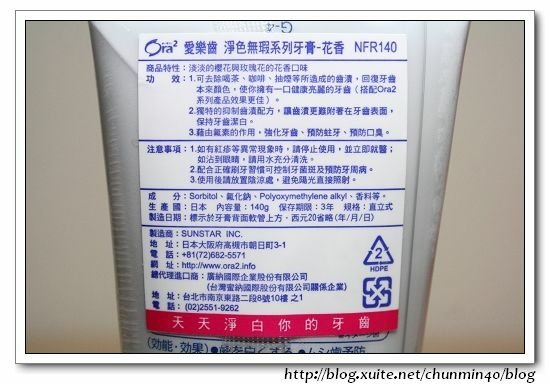 Ora² 愛樂齒 淨色無瑕系列牙膏-花香 NFR140
商品特性：淡淡的櫻花與玫瑰花的花香口味
功 效：1.可去除喝茶、咖啡、抽煙等所造成的齒漬，回復牙齒
本來顏色，使你擁有一口健康亮麗的牙齒（搭配Ora2
系列產品效果更佳）。
2.獨特的抑制齒漬配方，讓齒漬更難附著在牙齒表面，
保持牙齒潔白。
3.藉由氟素的作用，強化牙齒、預防蛀牙、預防口臭。
注意事項：1.如有紅疹等異常現象時，請停止使用，並立即就醫；
如沾到眼睛，請用水充分清洗。
2.配合正確刷牙習慣可控制牙菌斑及預防牙周病。
3.使用後請放置陰涼處，避免陽光直接照射。
成 分：Sorbitol、氟化鈉、Polyoxymethylene alkyl、香料等。
生 產 國：日本 內容量：140g 保存期限：3年 規格：直立式
製造日期：標示於牙膏背面軟管上方、西元20省略(年/月/日)
製造商：SUNSTAR INC.
地 址：日本大阪府高槻市朝日町3-1
電 話：+81(72)682-5571
網 址：http://www.ora2.info
總代理進口商：廣納國際企業股份有限公司
(台灣蜜納國際股份有限公司關係企業)
地 址：台北市南京東路二段8號10樓 之1
電 話：(02)2551-9262
2
HDPE
天天淨白你的牙齒
(効能・効果) ●歯を白くする ●ムシ歯予防
http://blog.xuite.net/chunmin40/blog